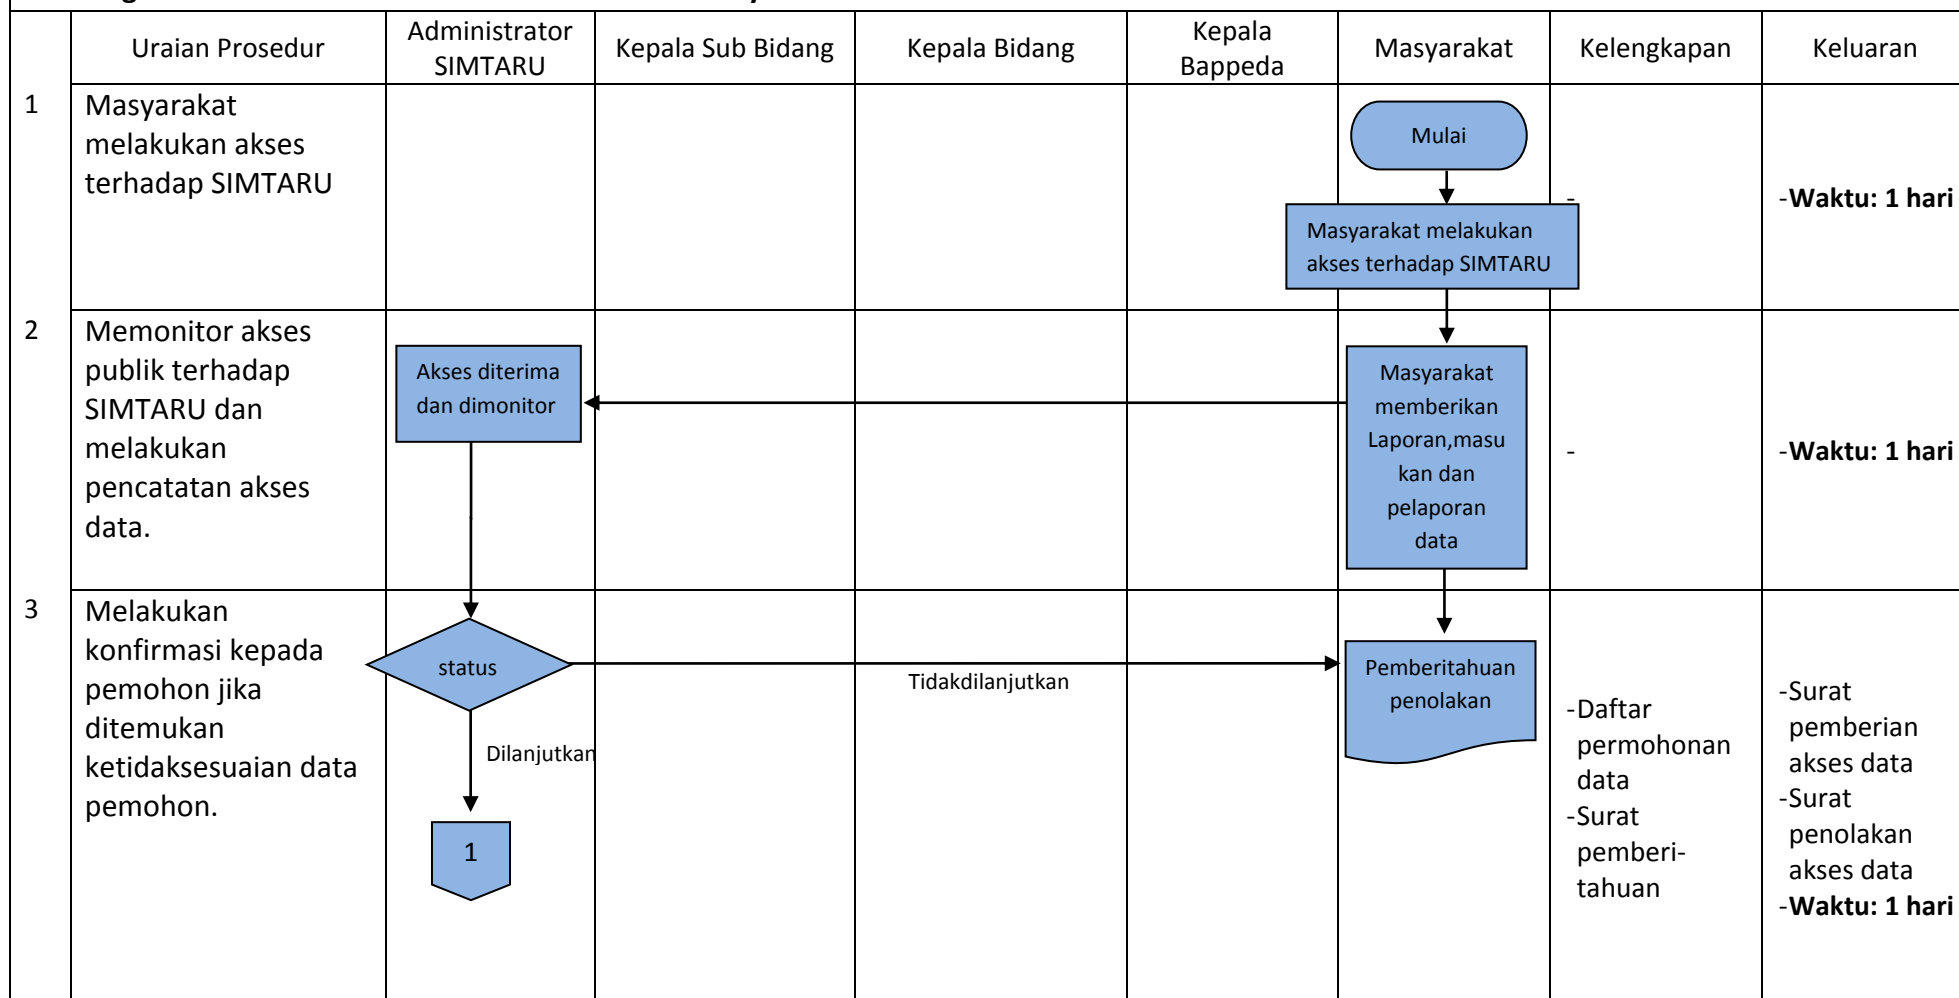 Uraian Prosedur
Administrator
SIMTARU
Kepala Sub Bidang
Kepala Bidang
Kepala
Bappeda
Masyarakat
Kelengkapan
Keluaran
1
Masyarakat
melakukan akses
terhadap SIMTARU
Mulai
Masyarakat melakukan
akses terhadap SIMTARU
-
-Waktu: 1 hari
2
Memonitor akses
publik terhadap
SIMTARU dan
melakukan
pencatatan akses
data.
Akses diterima
dan dimonitor
Masyarakat
memberikan
Laporan,masu
kan dan
pelaporan
data
-
-Waktu: 1 hari
3
Melakukan
konfirmasi kepada
pemohon jika
ditemukan
ketidaksesuaian data
pemohon.
status
Dilanjutkan
1
Tidakdilanjutkan
Pemberitahuan
penolakan
-Daftar
permohonan
data
-Surat
pemberi-
tahuan
-Surat
pemberian
akses data
-Surat
penolakan
akses data
-Waktu: 1 hari